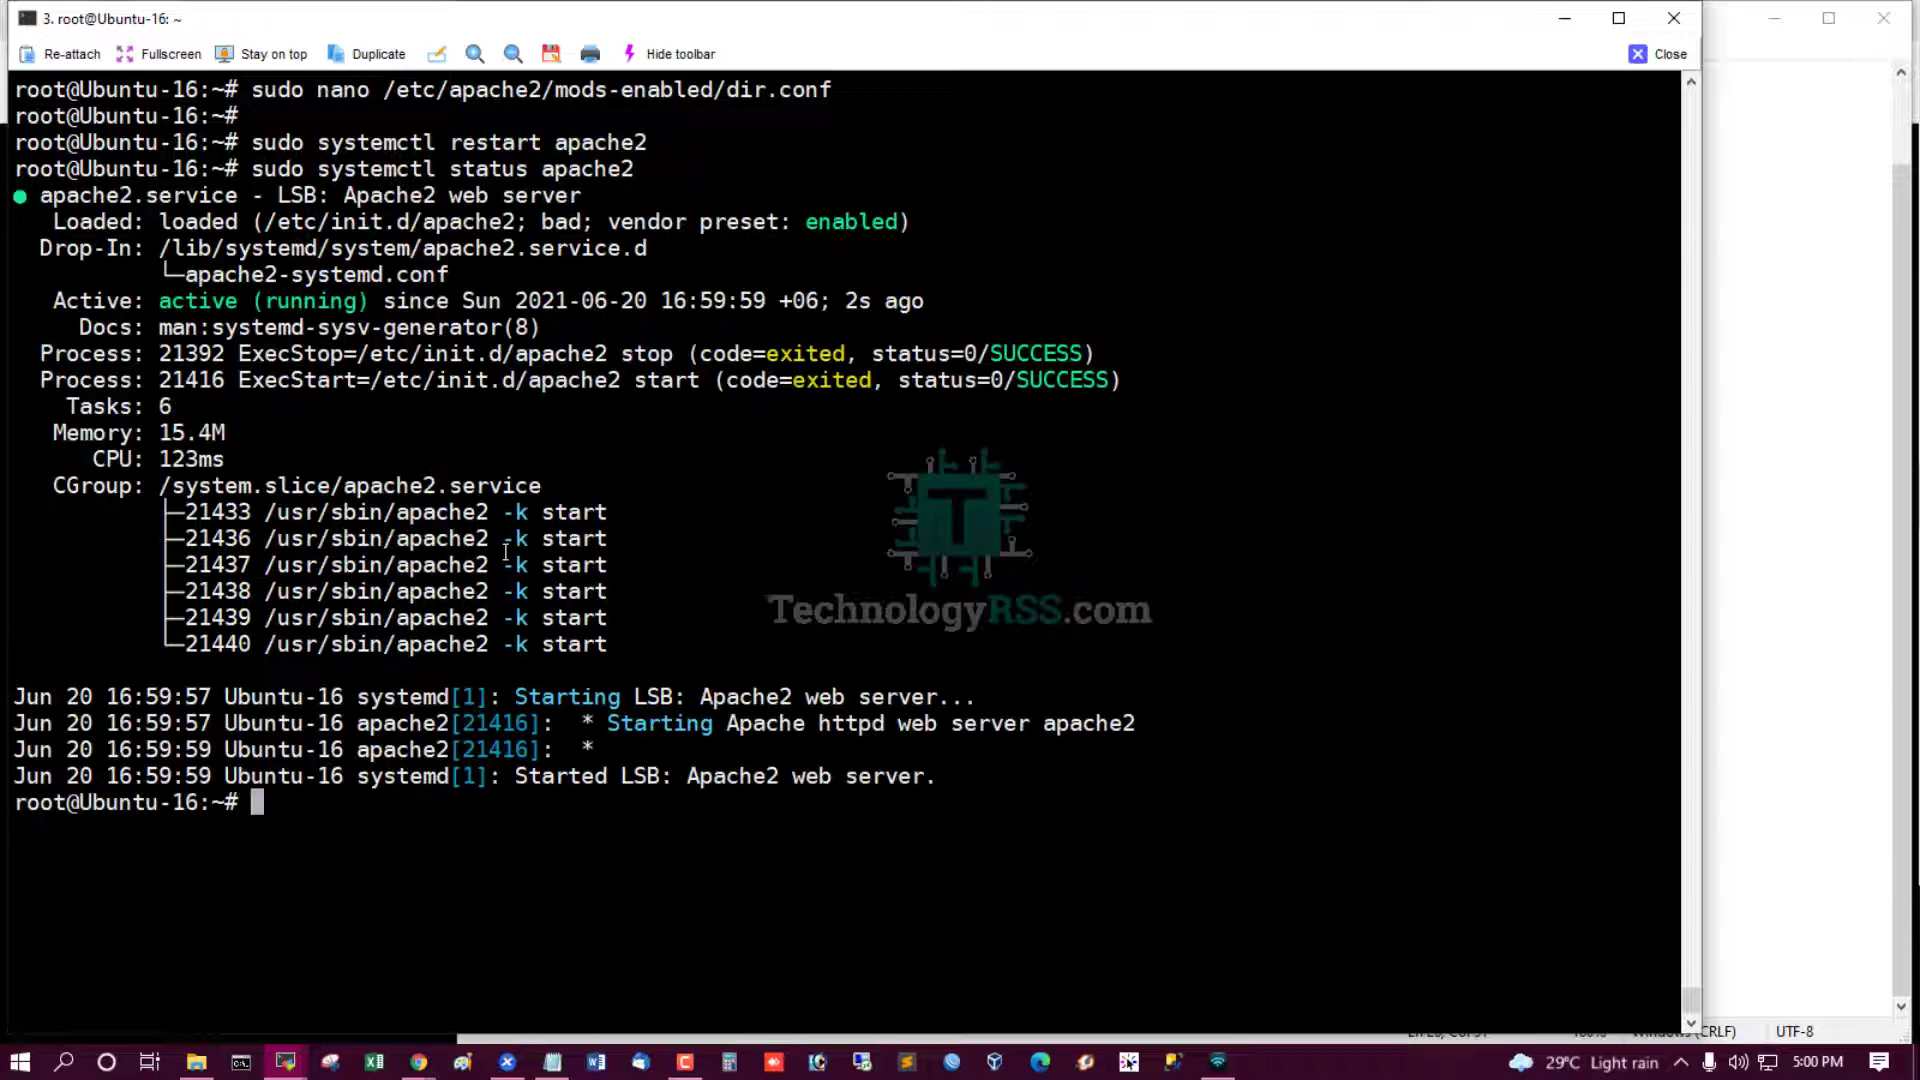 3. root@Ubuntu-16: ~
Re-attach Fullscreen Stay on top Duplicate Hide toolbar Close
root@Ubuntu-16:~# sudo nano /etc/apache2/mods-enabled/dir.conf
root@Ubuntu-16:~#
root@Ubuntu-16:~# sudo systemctl restart apache2
root@Ubuntu-16:~# sudo systemctl status apache2
● apache2.service - LSB: Apache2 web server
Loaded: loaded (/etc/init.d/apache2; bad; vendor preset: enabled)
Drop-In: /lib/systemd/system/apache2.service.d
└─apache2-systemd.conf
Active: active (running) since Sun 2021-06-20 16:59:59 +06; 2s ago
Docs: man:systemd-sysv-generator(8)
Process: 21392 ExecStop=/etc/init.d/apache2 stop (code=exited, status=0/SUCCESS)
Process: 21416 ExecStart=/etc/init.d/apache2 start (code=exited, status=0/SUCCESS)
Tasks: 6
Memory: 15.4M
CPU: 123ms
CGroup: /system.slice/apache2.service
├─21433 /usr/sbin/apache2 -k start
├─21436 /usr/sbin/apache2 -k start
├─21437 /usr/sbin/apache2 -k start
├─21438 /usr/sbin/apache2 -k start
├─21439 /usr/sbin/apache2 -k start
└─21440 /usr/sbin/apache2 -k start
T
TechnologyRSS.com
Jun 20 16:59:57 Ubuntu-16 systemd[1]: Starting LSB: Apache2 web server...
Jun 20 16:59:57 Ubuntu-16 apache2[21416]:  * Starting Apache httpd web server apache2
Jun 20 16:59:59 Ubuntu-16 apache2[21416]:  *
Jun 20 16:59:59 Ubuntu-16 systemd[1]: Started LSB: Apache2 web server.
root@Ubuntu-16:~#
(CRLF) UTF-8
29°C Light rain 5:00 PM